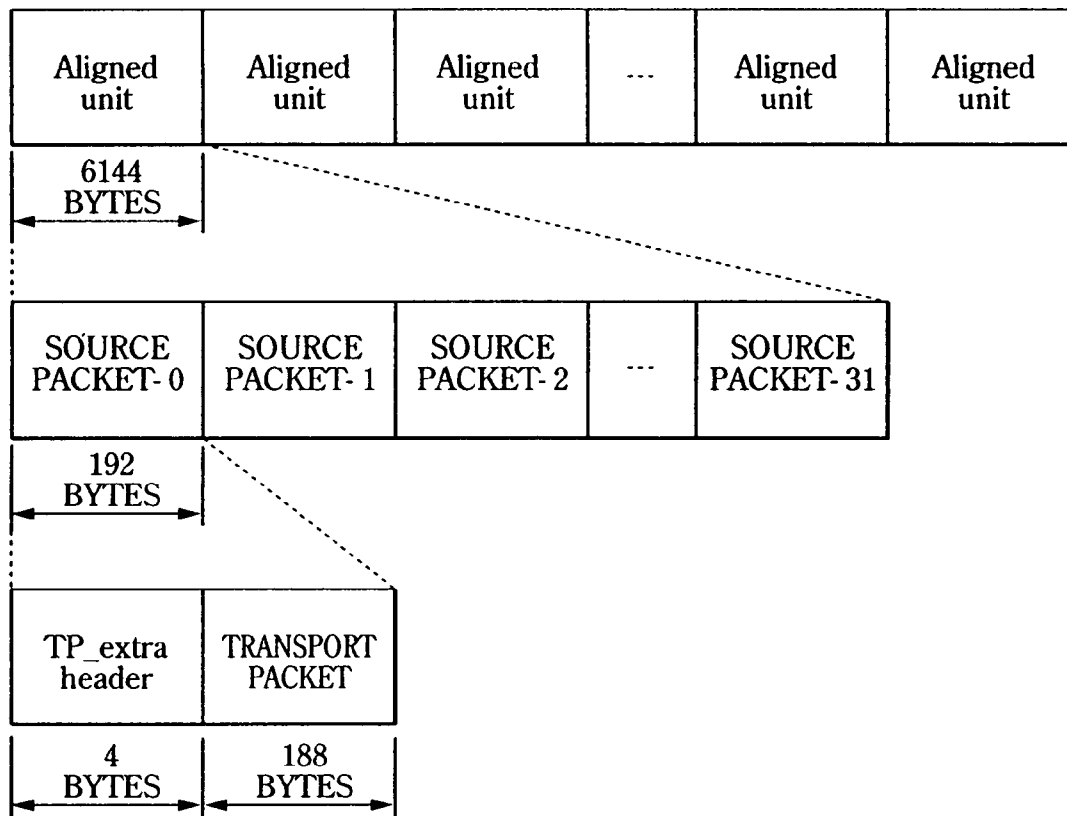 Aligned
unit
Aligned
unit
Aligned
unit
---
Aligned
unit
Aligned
unit
6144
BYTES
SOURCE
PACKET- 0
SOURCE
PACKET- 1
SOURCE
PACKET- 2
---
SOURCE
PACKET- 31
192
BYTES
TP_extra
header
TRANSPORT
PACKET
4
BYTES
188
BYTES